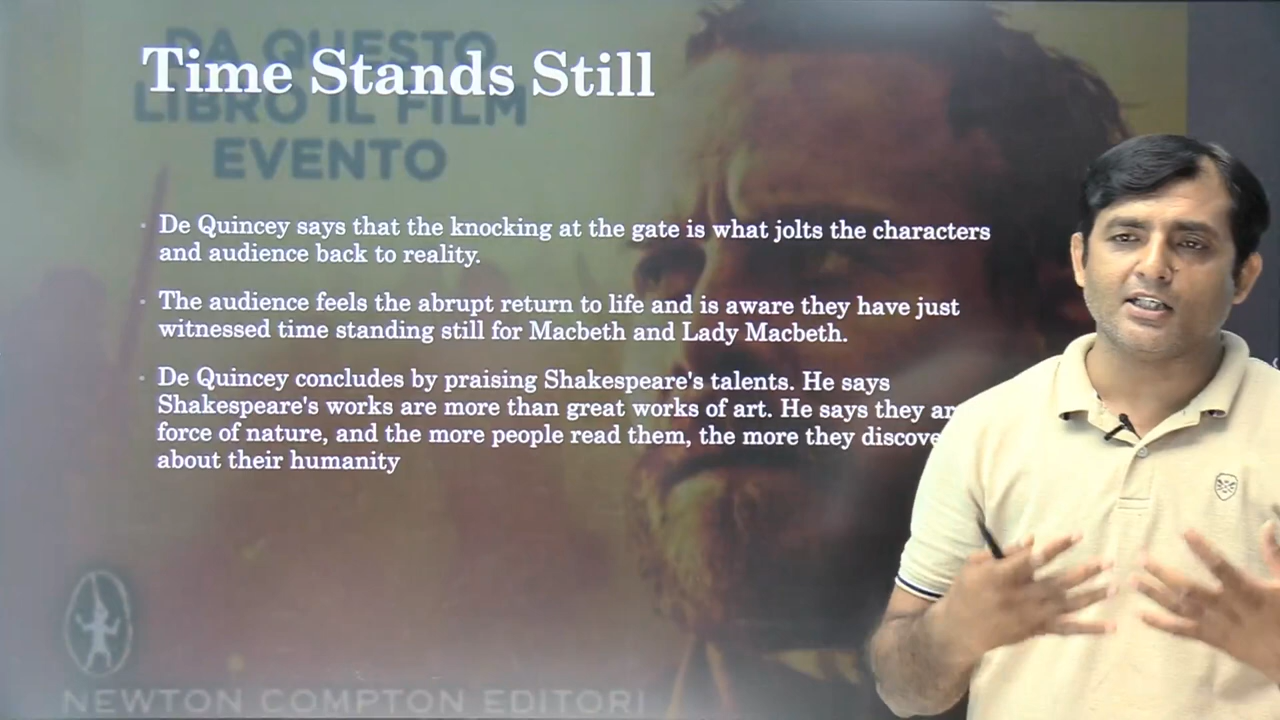 Time Stands Still
DA QUESTO
LIBRO IL FILM
EVENTO
De Quincey says that the knocking at the gate is what jolts the characters
and audience back to reality.
The audience feels the abrupt return to life and is aware they have just
witnessed time standing still for Macbeth and Lady Macbeth.
De Quincey concludes by praising Shakespeare's talents. He says
Shakespeare's works are more than great works of art. He says they
force of nature, and the more people read them, the more they
about their humanity
NEWTON COMPTON EDITORI